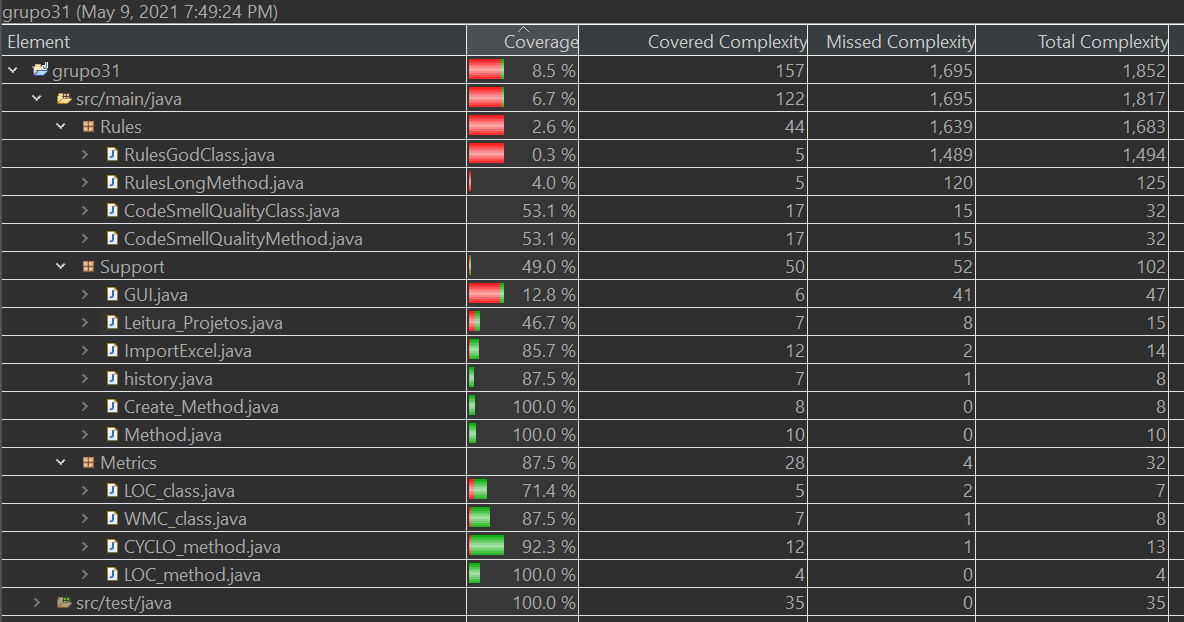 grupo31 (May 9, 2021 7:49:24 PM)
Element Coverage Covered Complexity Missed Complexity Total Complexity
grupo31 8.5 % 157 1,695 1,852
src/main/java 6.7 % 122 1,695 1,817
Rules 2.6 % 44 1,639 1,683
RulesGodClass.java 0.3 % 5 1,489 1,494
RulesLongMethod.java 4.0 % 5 120 125
CodeSmellQualityClass.java 53.1 % 17 15 32
CodeSmellQualityMethod.java 53.1 % 17 15 32
Support 49.0 % 50 52 102
GUI.java 12.8 % 6 41 47
Leitura_Projetos.java 46.7 % 7 8 15
ImportExcel.java 85.7 % 12 2 14
history.java 87.5 % 7 1 8
Create_Method.java 100.0 % 8 0 8
Method.java 100.0 % 10 0 10
Metrics 87.5 % 28 4 32
LOC_class.java 71.4 % 5 2 7
WMC_class.java 87.5 % 7 1 8
CYCLO_method.java 92.3 % 12 1 13
LOC_method.java 100.0 % 4 0 4
src/test/java 100.0 % 35 0 35